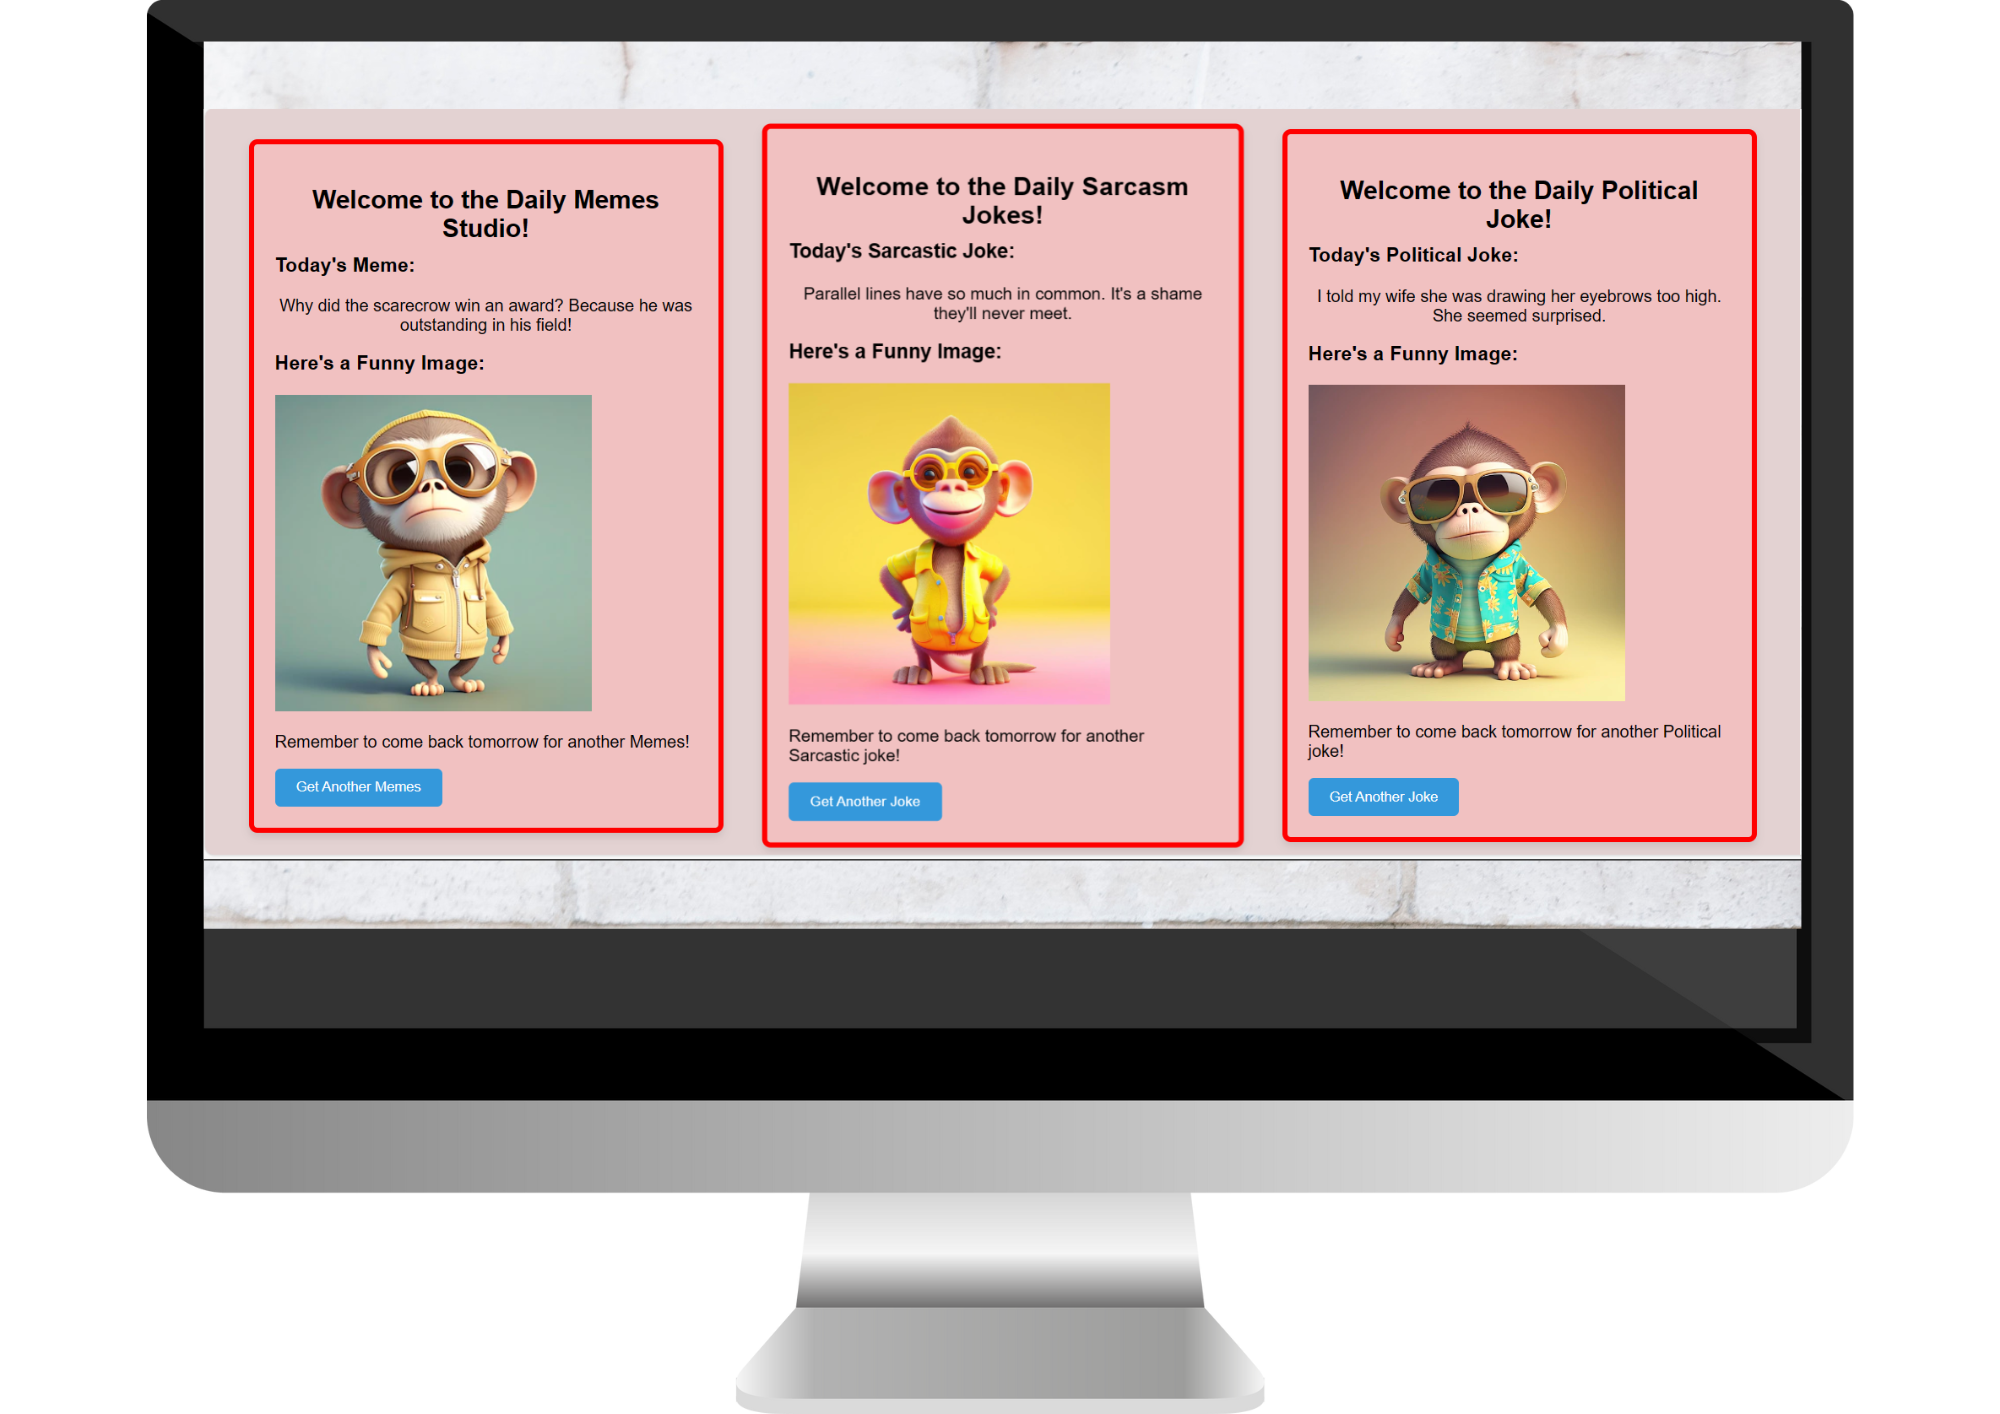 Welcome to the Daily Memes
Studio!
Today's Meme:
Why did the scarecrow win an award? Because he was
outstanding in his field!
Here's a Funny Image:
Remember to come back tomorrow for another Memes!
Get Another Memes
Welcome to the Daily Sarcasm
Jokes!
Today's Sarcastic Joke:
Parallel lines have so much in common. It's a shame
they'll never meet.
Here's a Funny Image:
Remember to come back tomorrow for another
Sarcastic joke!
Get Another Joke
Welcome to the Daily Political
Joke!
Today's Political Joke:
I told my wife she was drawing her eyebrows too high.
She seemed surprised.
Here's a Funny Image:
Remember to come back tomorrow for another Political
joke!
Get Another Joke